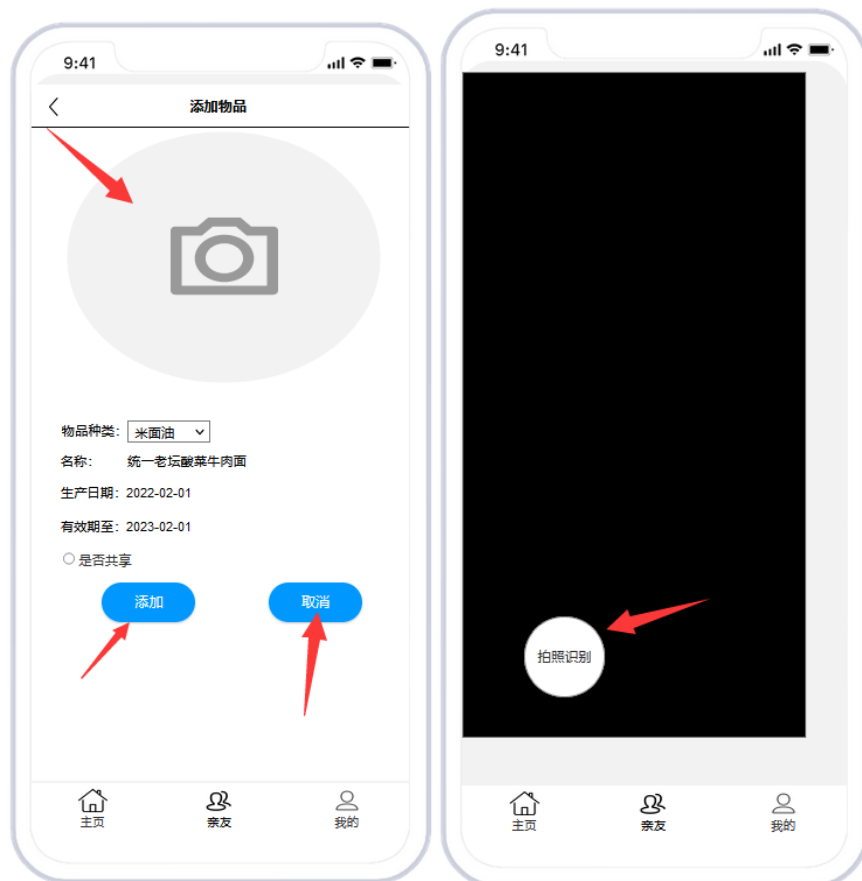 9:41
添加物品
物品种类： 米面油
名称： 统一老坛酸菜牛肉面
生产日期： 2022-02-01
有效期至： 2023-02-01
是否共享
添加 取消
主页 亲友 我的
9:41
拍照识别
主页 亲友 我的